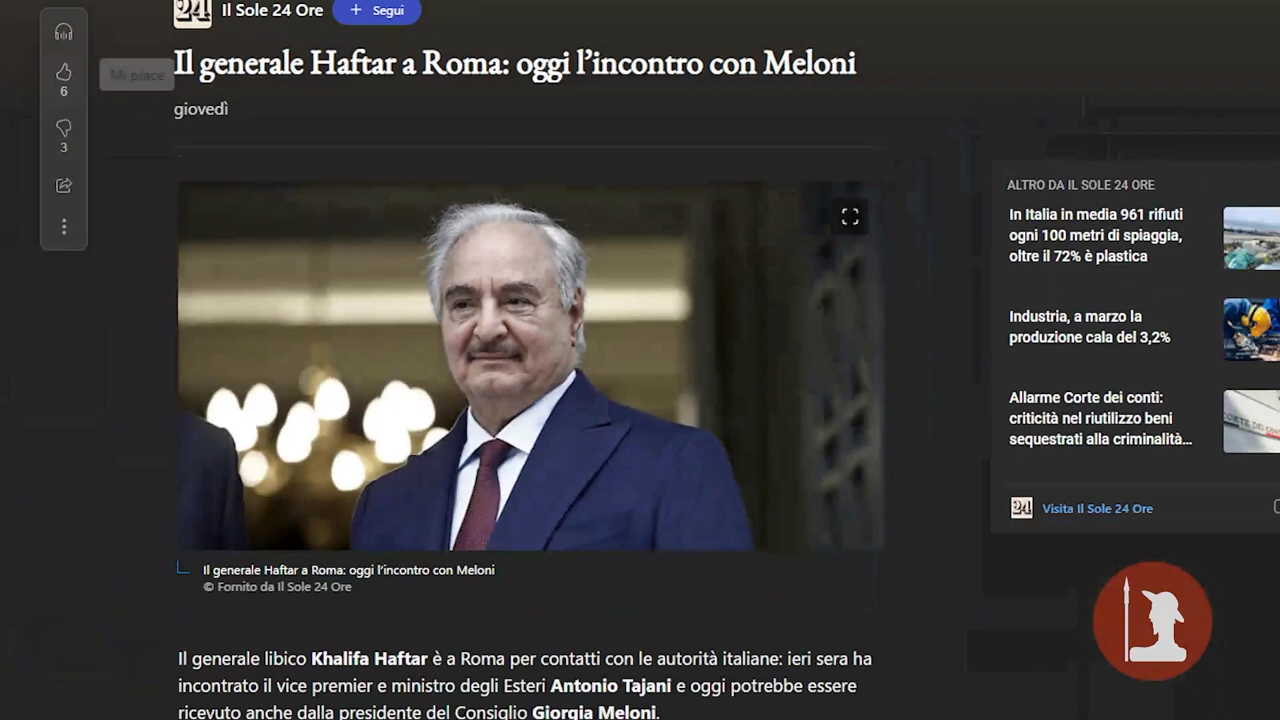 24 Il Sole 24 Ore + Segui
Il generale Haftar a Roma: oggi l’incontro con Meloni
giovedì
Mi piace
6
3
ALTRO DA IL SOLE 24 ORE
In Italia in media 961 rifiuti
ogni 100 metri di spiaggia,
oltre il 72% è plastica
Industria, a marzo la
produzione cala del 3,2%
Allarme Corte dei conti:
criticità nel riutilizzo beni
sequestrati alla criminalità...
24 Visita Il Sole 24 Ore
Il generale Haftar a Roma: oggi l’incontro con Meloni
© Fornito da Il Sole 24 Ore
Il generale libico Khalifa Haftar è a Roma per contatti con le autorità italiane: ieri sera ha
incontrato il vice premier e ministro degli Esteri Antonio Tajani e oggi potrebbe essere
ricevuto anche dalla presidente del Consiglio Giorgia Meloni.